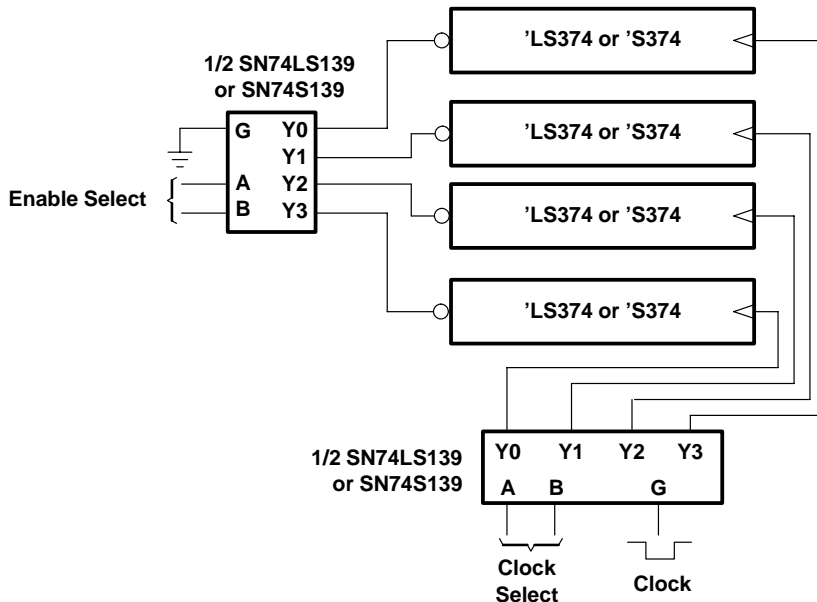 ’LS374 or ’S374
1/2 SN74LS139
or SN74S139
G Y0
Y1
A Y2
B Y3
Enable Select
’LS374 or ’S374
’LS374 or ’S374
’LS374 or ’S374
1/2 SN74LS139
or SN74S139
Y0 Y1 Y2 Y3
A B G
Clock
Select
Clock